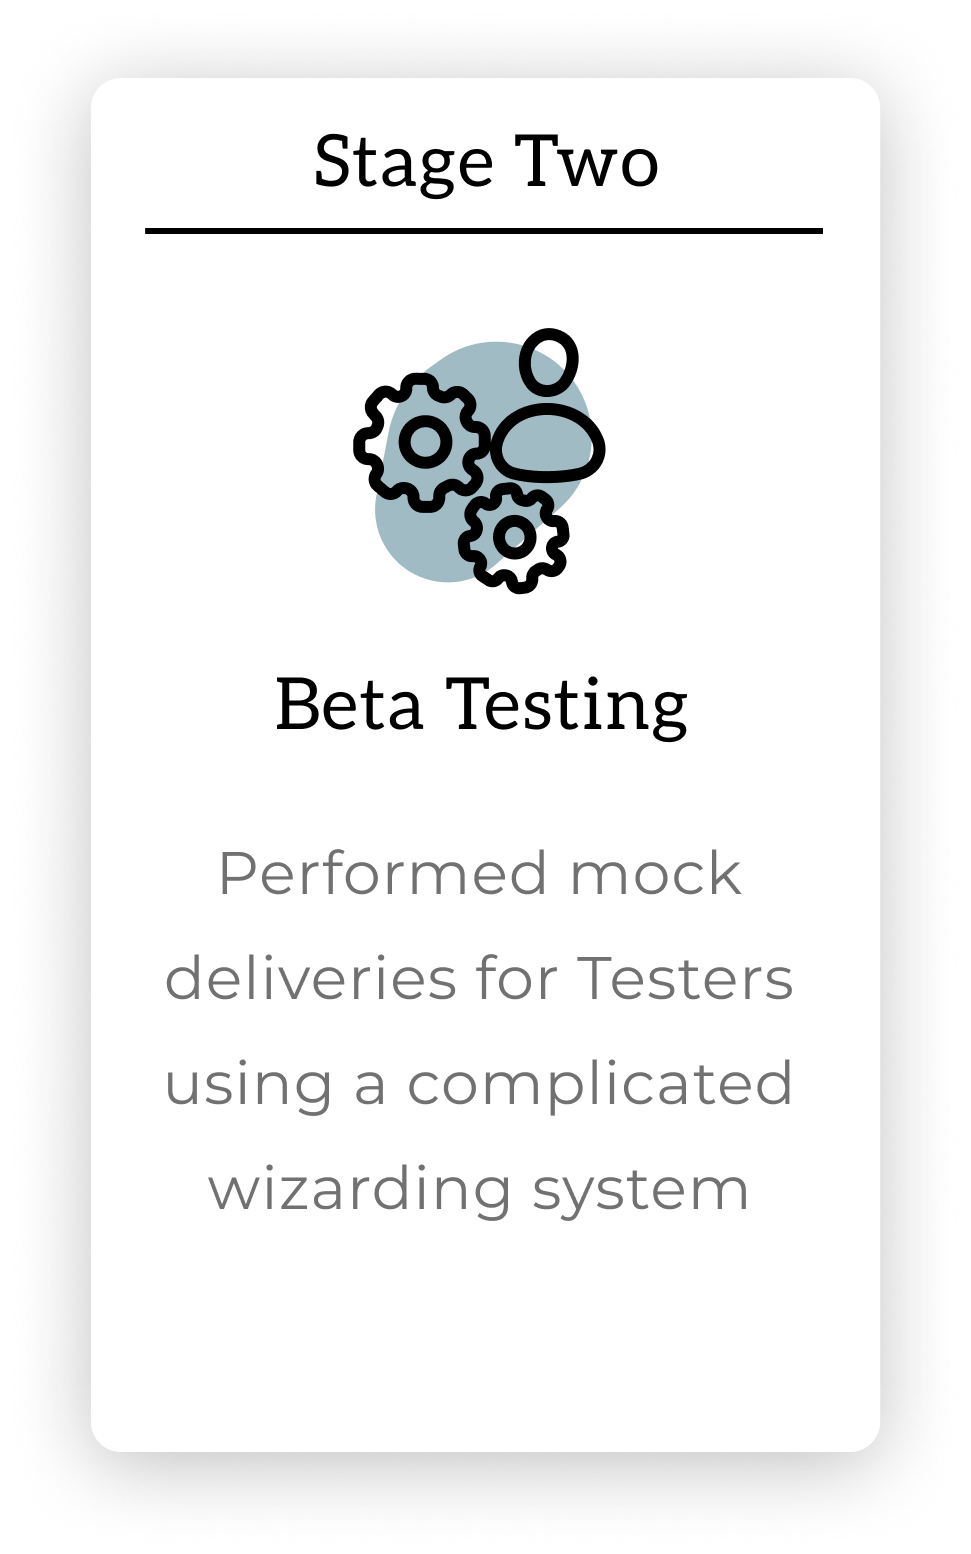 Stage Two
Beta Testing
Performed mock
deliveries for Testers
using a complicated
wizarding system